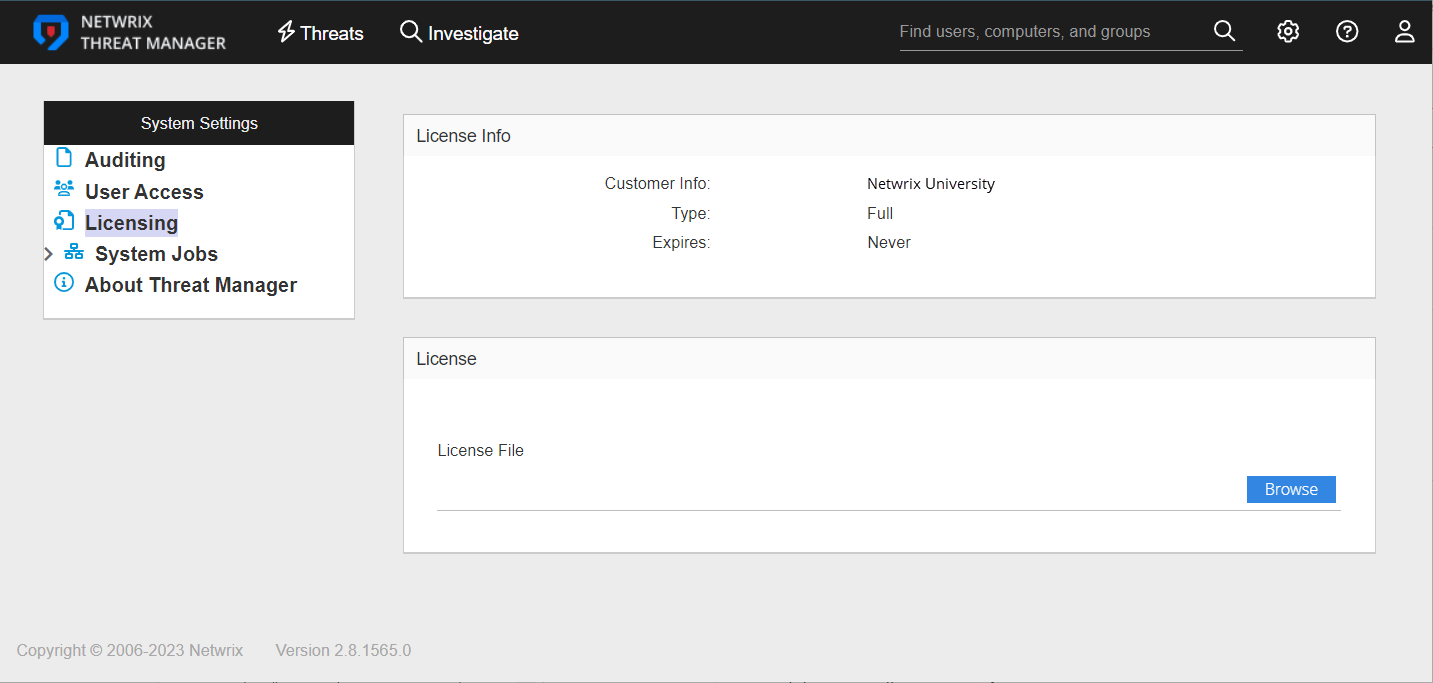 NETWRIX
THREAT MANAGER
Threats
Investigate
Find users, computers, and groups
System Settings
Auditing
User Access
Licensing
System Jobs
About Threat Manager
License Info
Customer Info: Netwrix University
Type: Full
Expires: Never
License
License File
Browse
Copyright © 2006-2023 Netwrix Version 2.8.1565.0